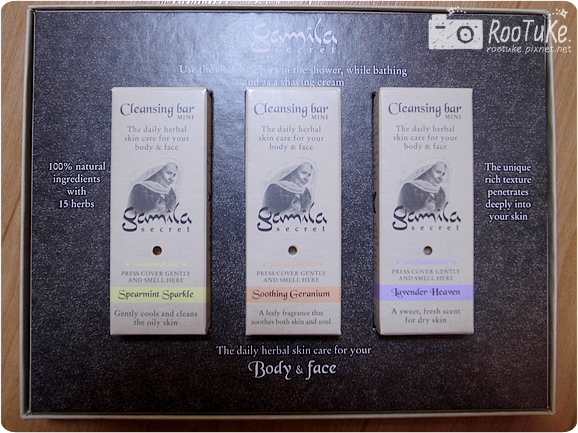 RooTuKe.
rootuke.pixnet.net
gamila
secret
Use the cleansing bars in the shower, while bathing
as a shaving cream
100% natural
ingredients
with
15 herbs
Cleansing bar
MINI
The daily herbal
skin care for your
body & face
gamila
secret
PRESS COVER GENTLY
AND SMELL HERE
Spearmint Sparkle
Gently cools and cleans
the oily skin
Cleansing bar
MINI
The daily herbal
skin care for your
body & face
gamila
secret
PRESS COVER GENTLY
AND SMELL HERE
Soothing Geranium
A leafy fragrance that
soothes both skin and soul
Cleansing bar
MINI
The daily herbal
skin care for your
body & face
gamila
secret
PRESS COVER GENTLY
AND SMELL HERE
Lavender Heaven
A sweet, fresh scent
for dry skin
The unique
rich texture
penetrates
deeply into
your skin
The daily herbal skin care for your
Body & face